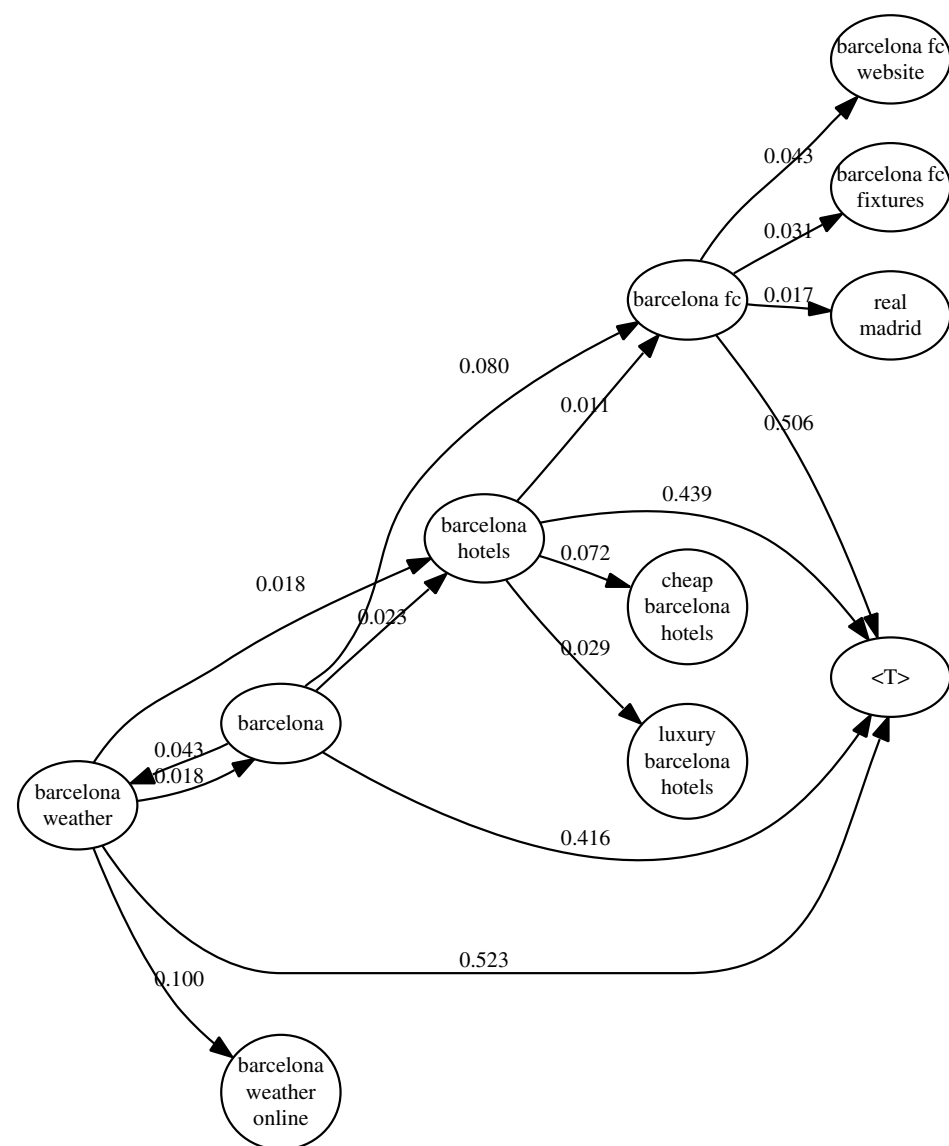 barcelona fc
website
0.043
barcelona fc
fixtures
0.031
barcelona fc
0.017
real
madrid
0.080
0.011
0.506
0.439
barcelona
hotels
0.072
cheap
barcelona
hotels
0.018
0.023
0.029
<T>
barcelona
luxury
barcelona
hotels
0.043
0.018
barcelona
weather
0.416
0.523
0.100
barcelona
weather
online